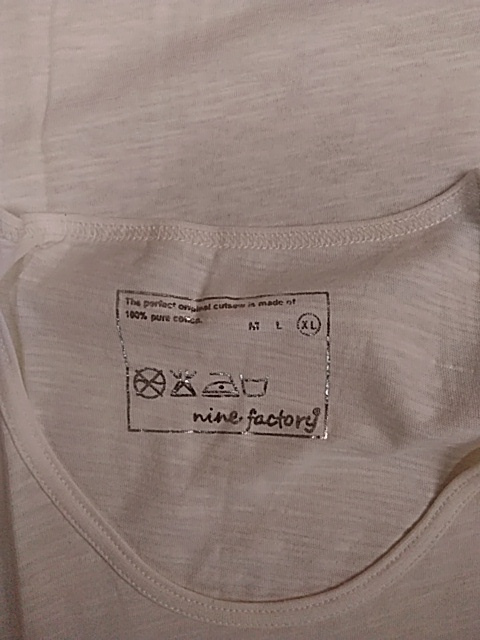 The perfect original cutsew is made of
100% pure cotton.
M L XL
nine factory